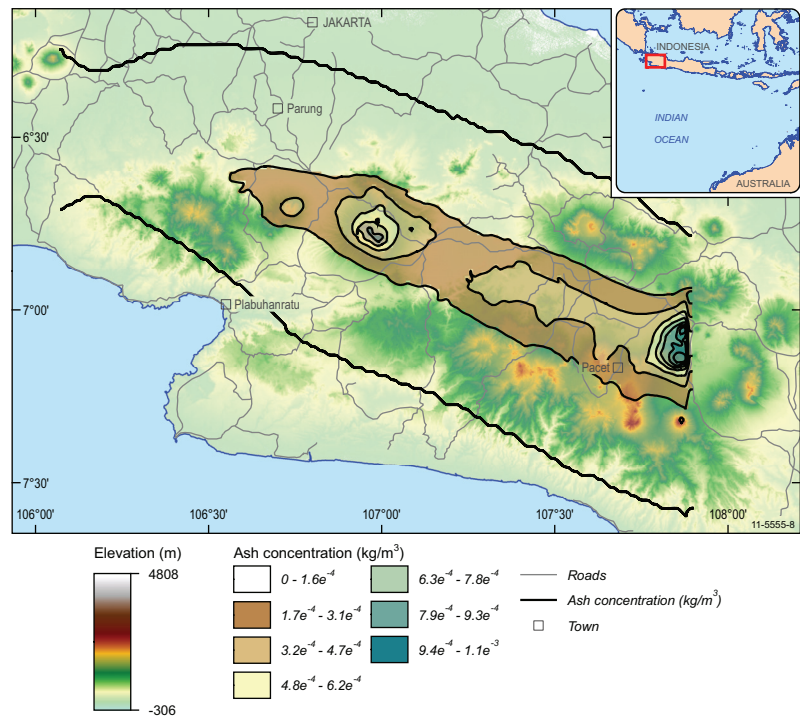 JAKARTA
INDONESIA
INDIAN
OCEAN
AUSTRALIA
Parung
6°30'
7°00'
Plabuhanratu
Pacet
7°30'
106°00'
106°30'
107°00'
107°30'
108°00'
11-5555-8
Elevation (m)
4808
-306
Ash concentration (kg/m³)
0 - 1.6e⁻⁴
1.7e⁻⁴ - 3.1e⁻⁴
3.2e⁻⁴ - 4.7e⁻⁴
4.8e⁻⁴ - 6.2e⁻⁴
6.3e⁻⁴ - 7.8e⁻⁴
7.9e⁻⁴ - 9.3e⁻⁴
9.4e⁻⁴ - 1.1e⁻³
Roads
Ash concentration (kg/m³)
Town